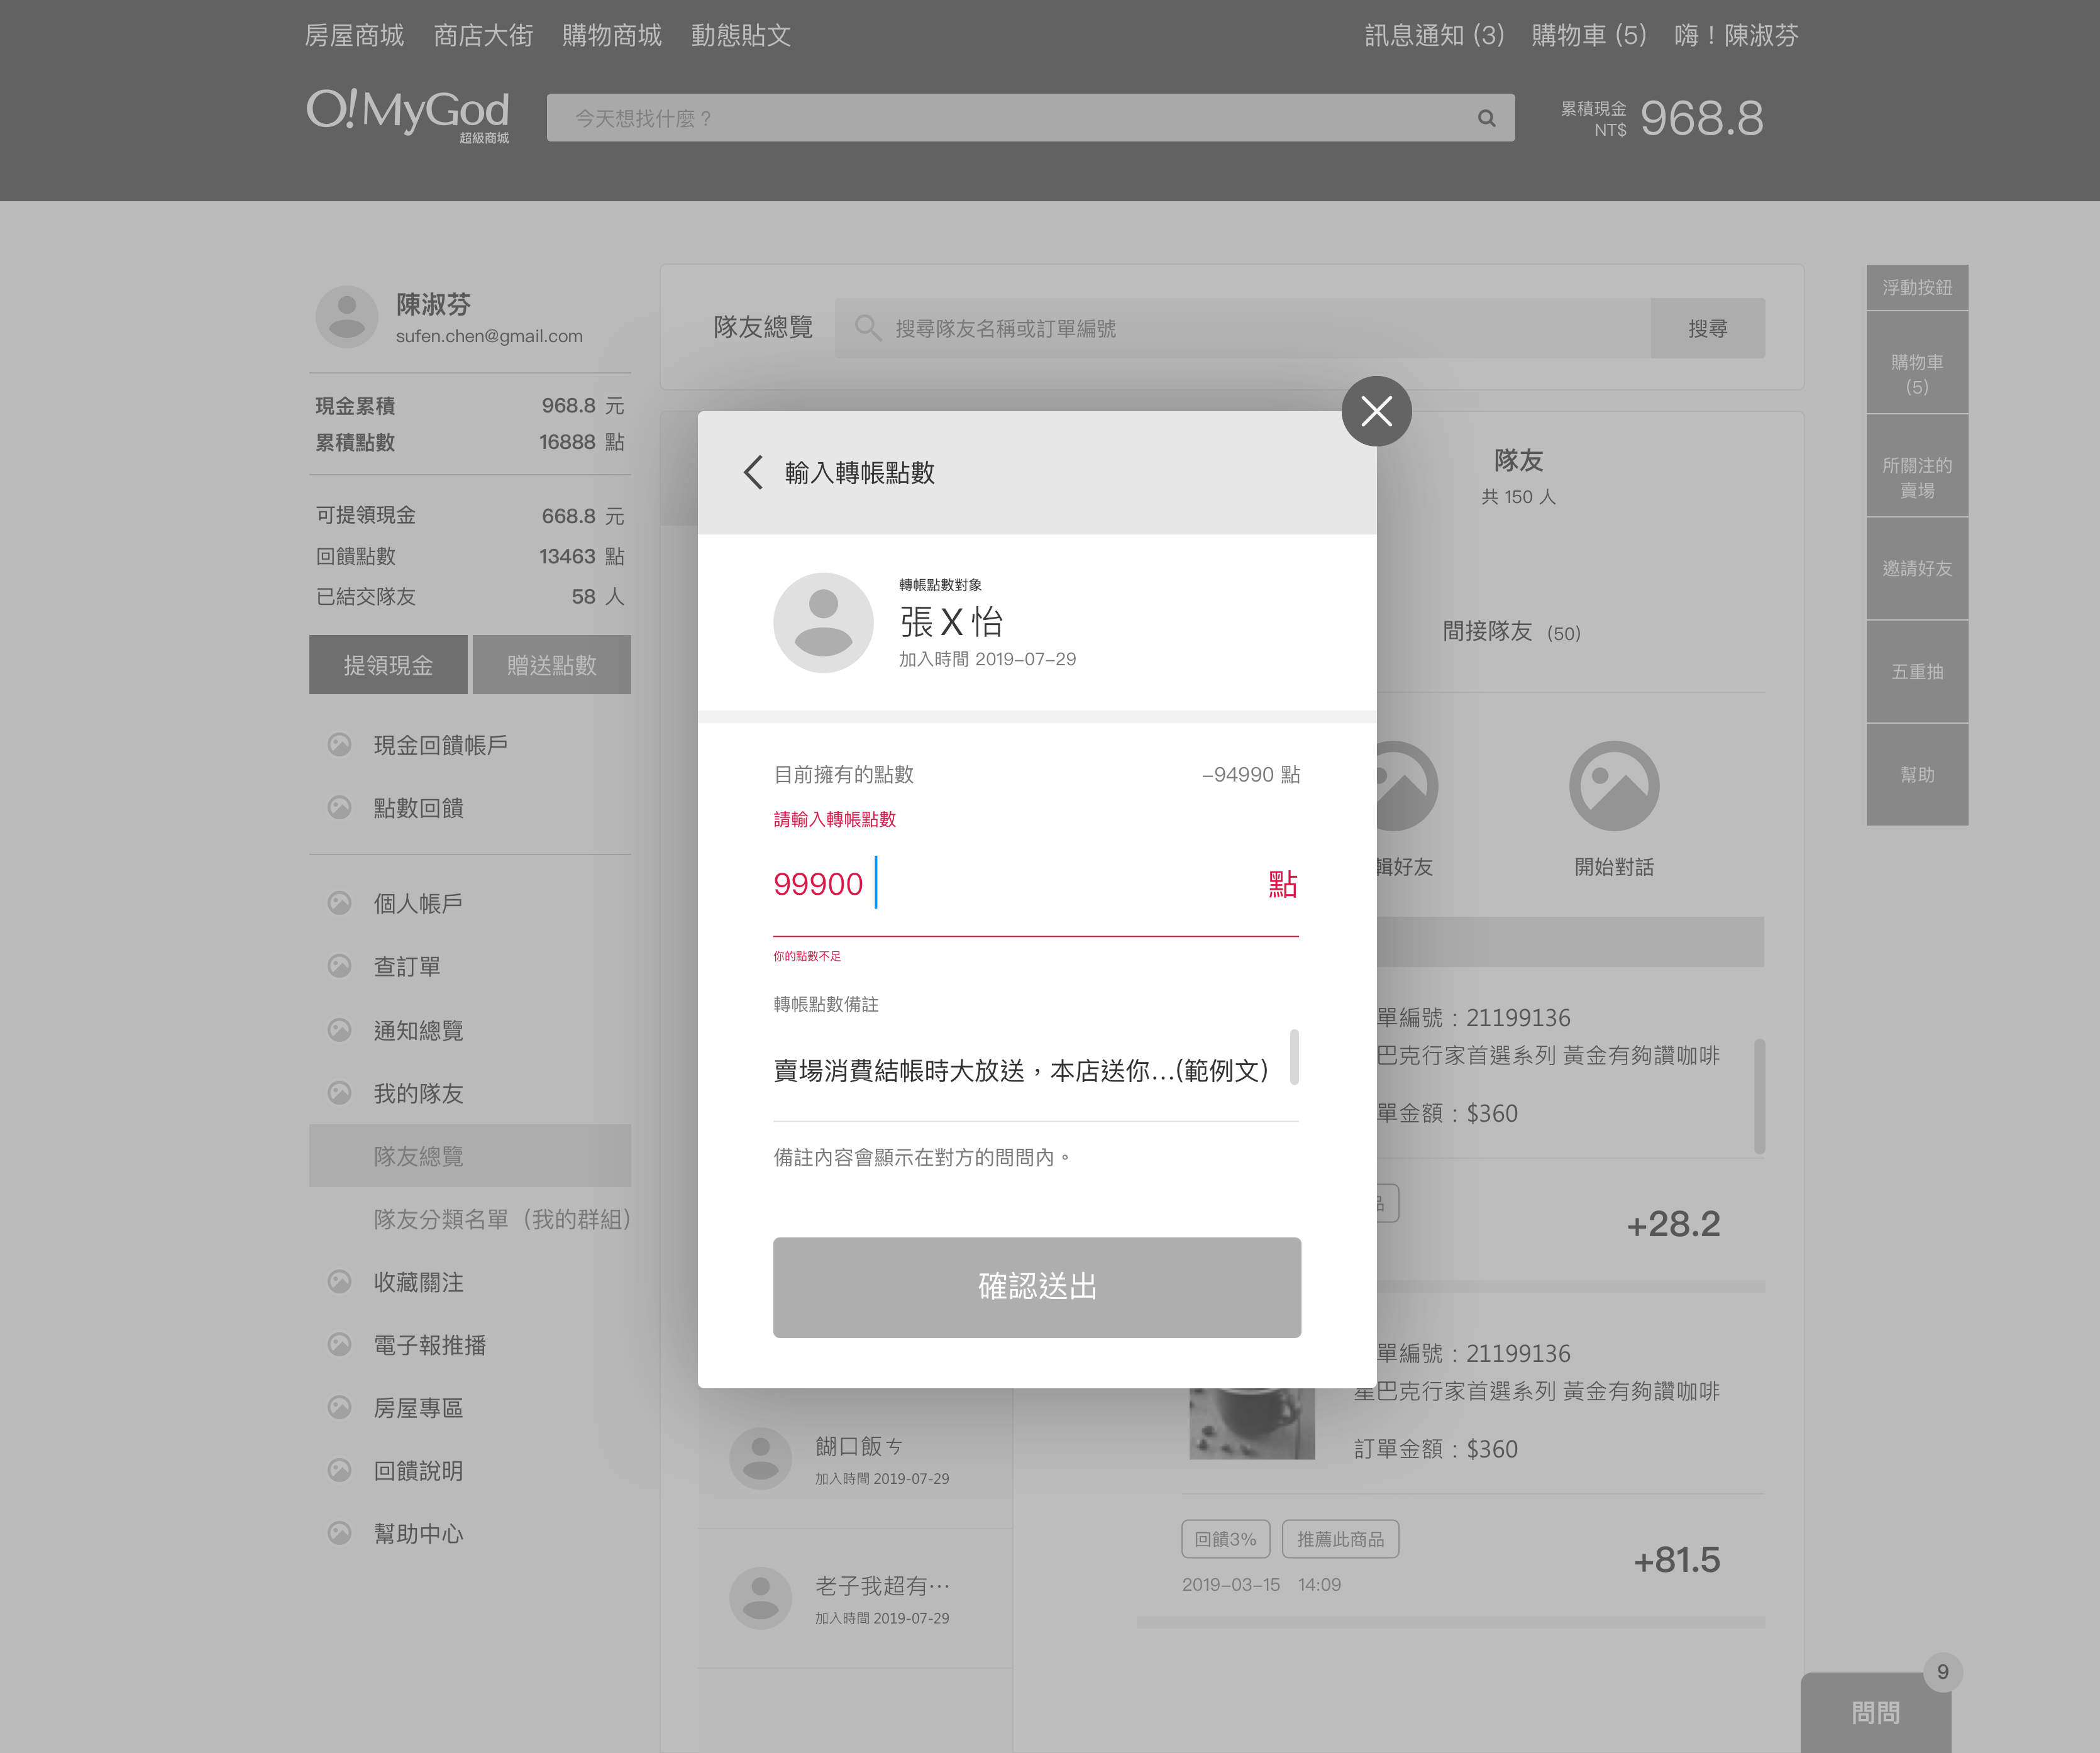 房屋商城 商店大街 購物商城 動態貼文 訊息通知 (3) 購物車 (5) 嗨！陳淑芬
O!MyGod
超級商城
今天想找什麼？
累積現金
NT$
968.8
陳淑芬
sufen.chen@gmail.com
現金累積 968.8 元
累積點數 16888 點
可提領現金 668.8 元
回饋點數 13463 點
已結交隊友 58 人
提領現金 贈送點數
現金回饋帳戶
點數回饋
個人帳戶
查訂單
通知總覽
我的隊友
隊友總覽
隊友分類名單（我的群組）
收藏關注
電子報推播
房屋專區
回饋說明
幫助中心
隊友總覽 搜尋隊友名稱或訂單編號 搜尋
輸入轉帳點數
轉帳點數對象
張X怡
加入時間 2019-07-29
目前擁有的點數 -94990 點
請輸入轉帳點數
99900 點
你的點數不足
轉帳點數備註
賣場消費結帳時大放送，本店送你...(範例文)
備註內容會顯示在對方的問問內。
確認送出
隊友
共 150 人
間接隊友 (50)
輯好友 開始對話
單編號：21199136
巴克行家首選系列 黃金有夠讚咖啡
單金額：$360
品
+28.2
單編號：21199136
星巴克行家首選系列 黃金有夠讚咖啡
訂單金額：$360
回饋3% 推薦此商品
+81.5
2019-03-15 14:09
餬口飯ㄘ
加入時間 2019-07-29
老子我超有⋯
加入時間 2019-07-29
浮動按鈕
購物車
(5)
所關注的
賣場
邀請好友
五重抽
幫助
9
問問